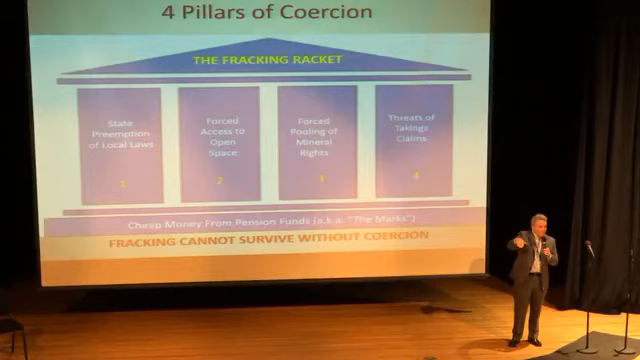 4 Pillars of Coercion
THE FRACKING RACKET
State
Preemption
of Local Laws
1
Forced
Access to
Open
Space
2
Forced
Pooling of
Mineral
Rights
3
Threats of
Takings
Claims
4
Cheap Money From Pension Funds (a.k.a. "The Marks")
FRACKING CANNOT SURVIVE WITHOUT COERCION